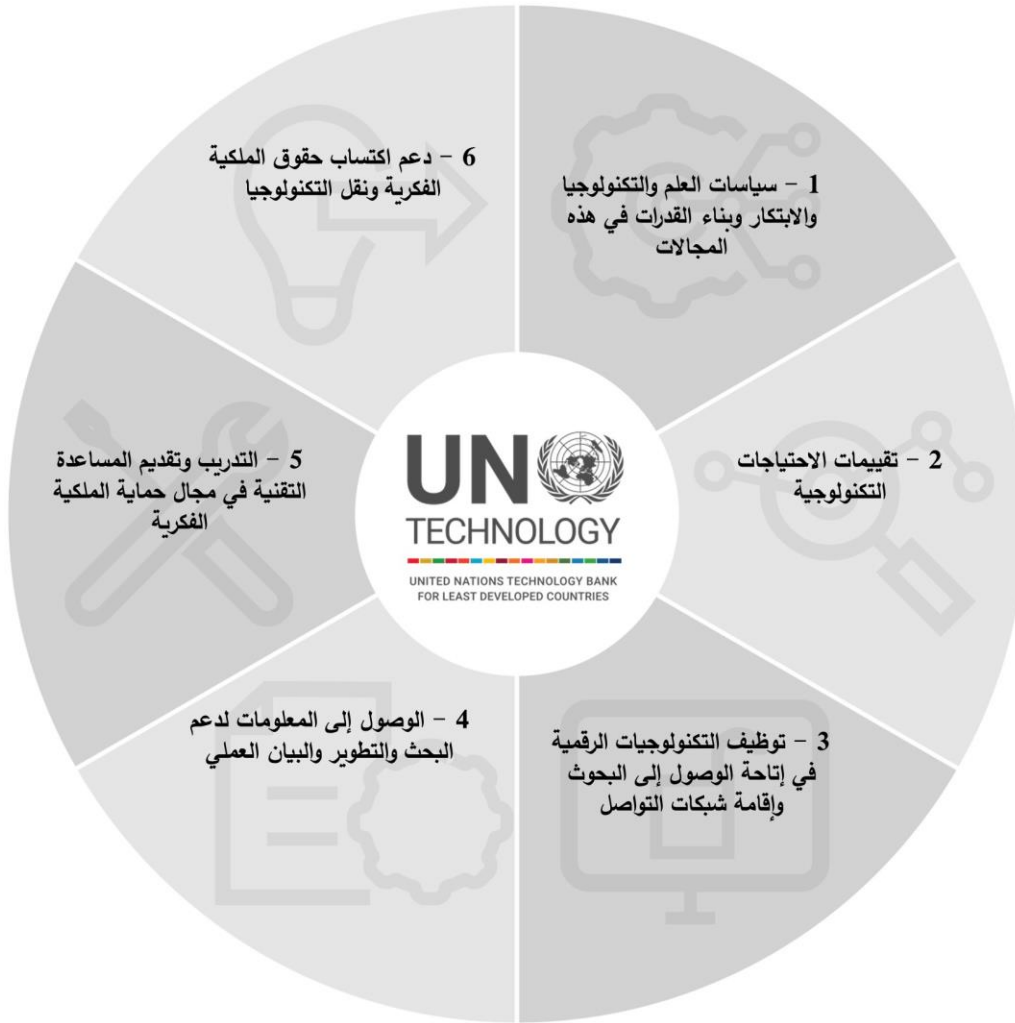 1 - سياسات العلم والتكنولوجيا
والابتكار وبناء القدرات في هذه
المجالات
2 - تقييمات الاحتياجات
التكنولوجية
3 - توظيف التكنولوجيات الرقمية
في إتاحة الوصول إلى البحوث
وإقامة شبكات التواصل
4 - الوصول إلى المعلومات لدعم
البحث والتطوير والبيان العملي
5 - التدريب وتقديم المساعدة
التقنية في مجال حماية الملكية
الفكرية
6 - دعم اكتساب حقوق الملكية
الفكرية ونقل التكنولوجيا
UN
TECHNOLOGY
UNITED NATIONS TECHNOLOGY BANK
FOR LEAST DEVELOPED COUNTRIES